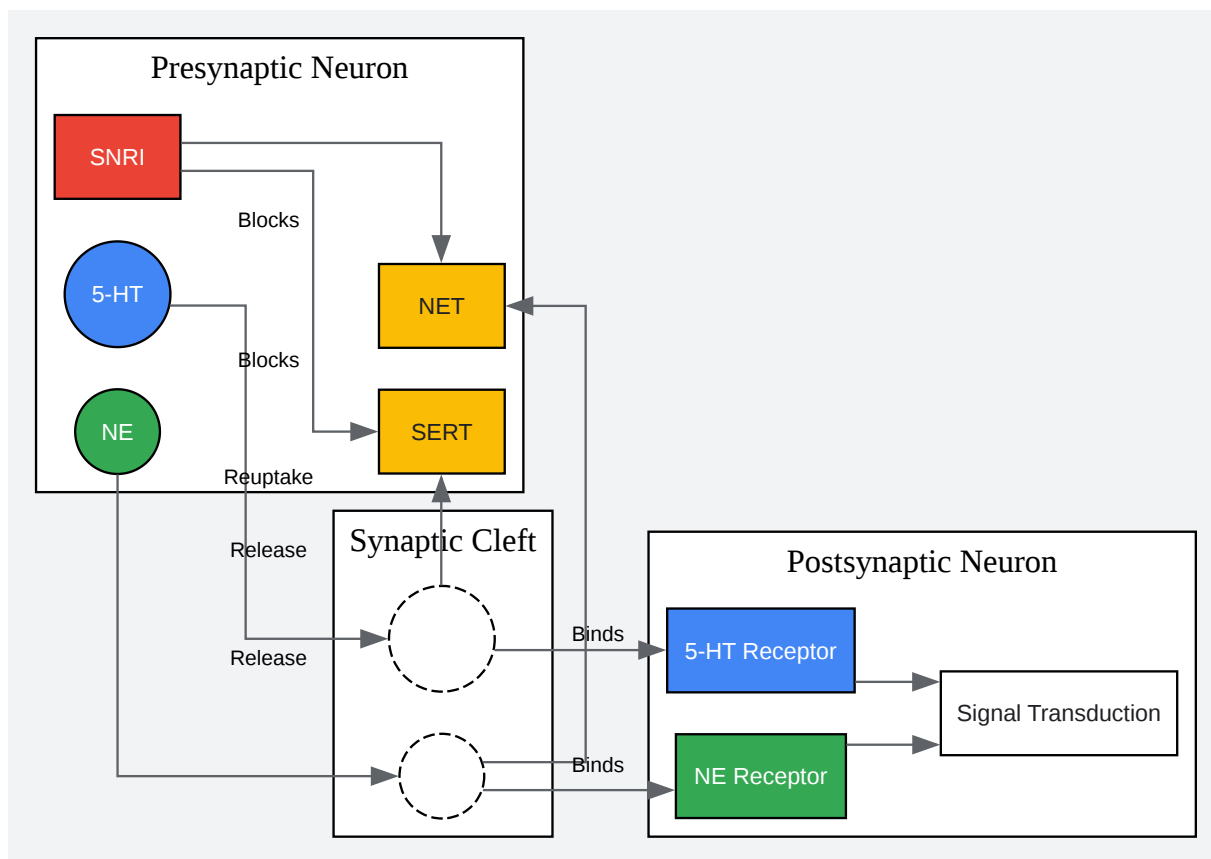 Presynaptic Neuron
SNRI
Blocks
5-HT
NET
Blocks
NE
SERT
Reuptake
Release
Synaptic Cleft
Release
Binds
Binds
Postsynaptic Neuron
5-HT Receptor
Signal Transduction
NE Receptor